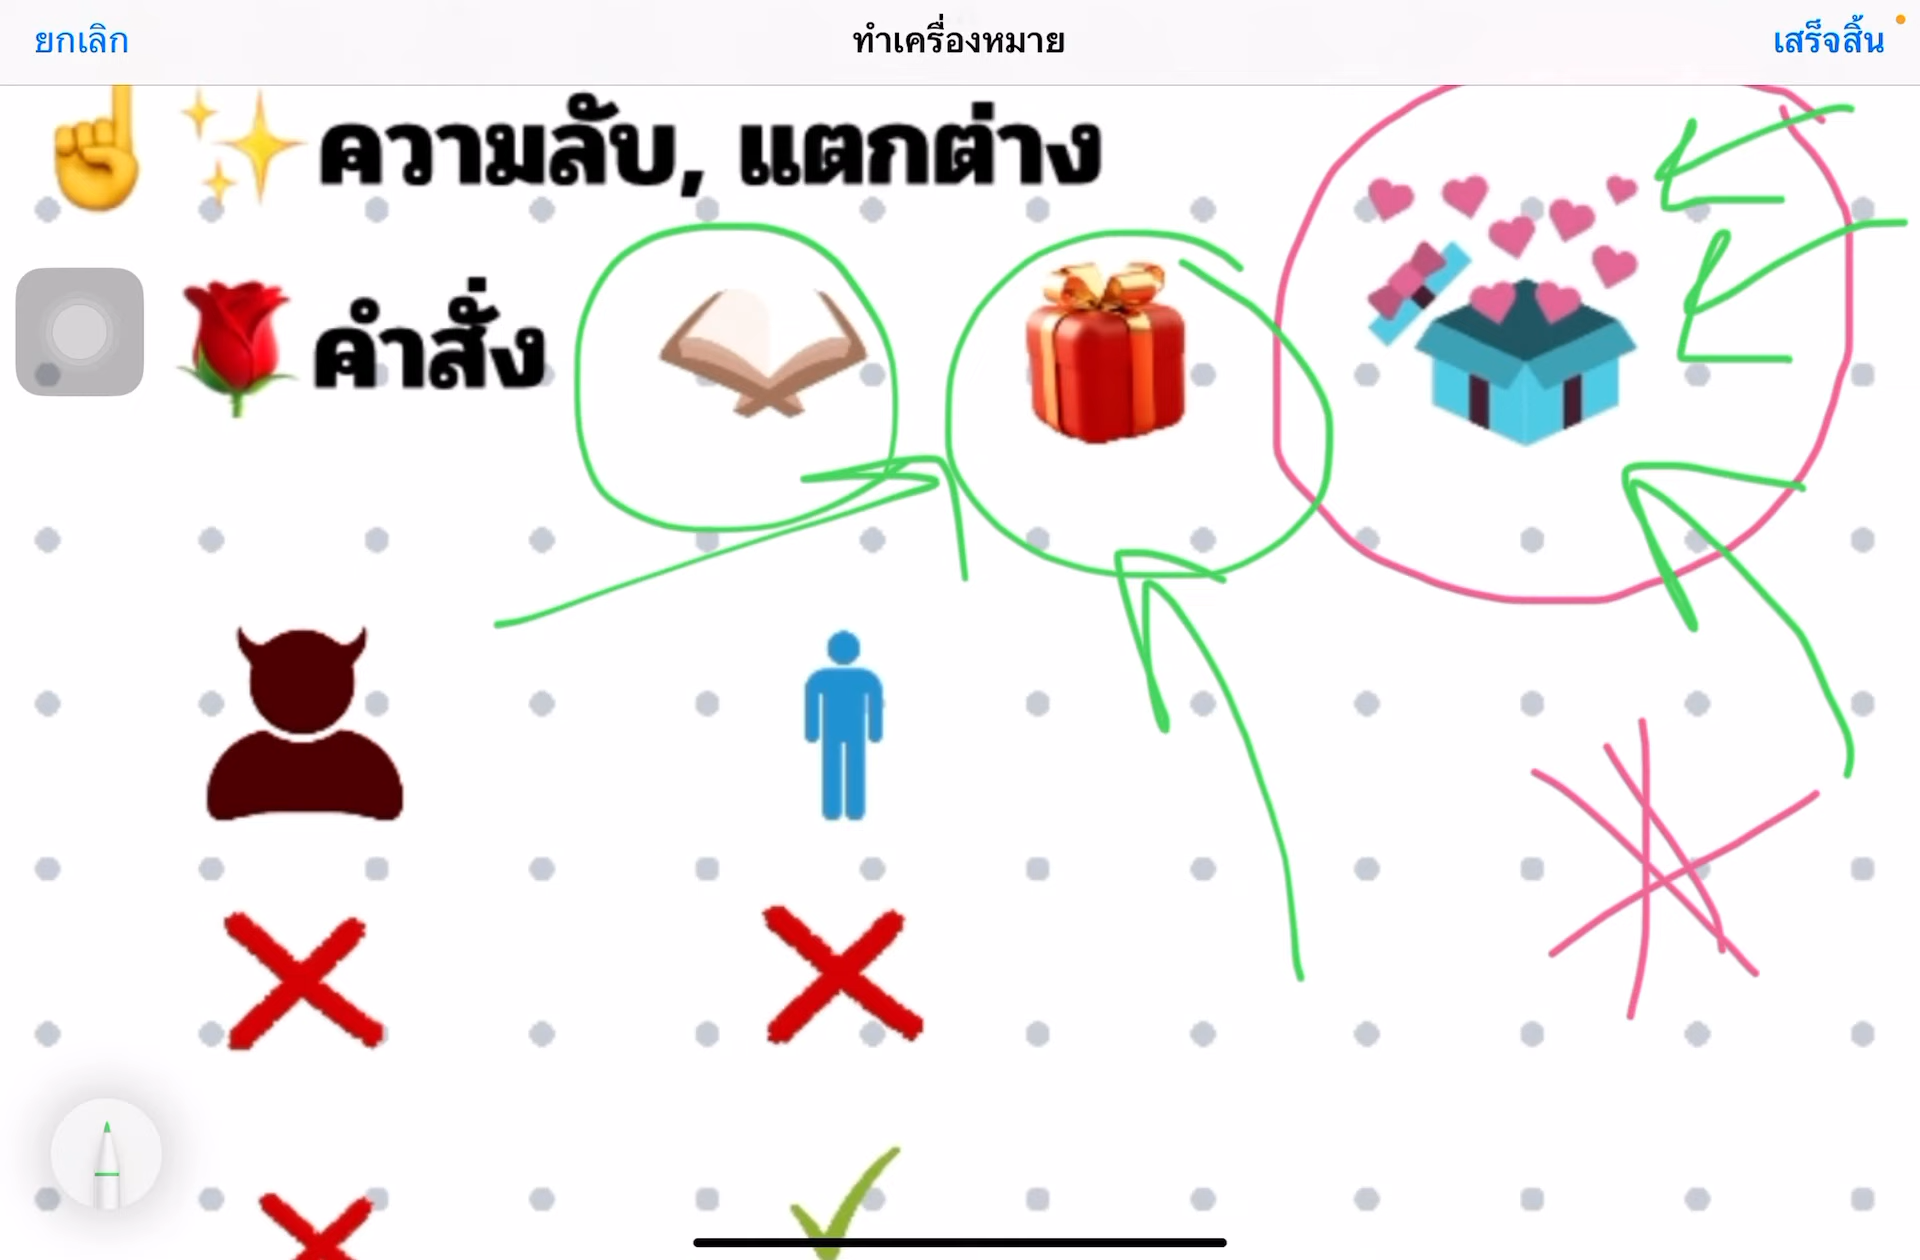 ยกเลิก ทำเครื่องหมาย เสร็จสิ้น
ความลับ, แตกต่าง
คำสั่ง